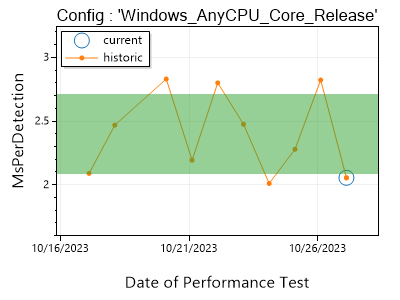 Config : 'Windows_AnyCPU_Core_Release'
current
historic
3
2.5
2
MsPerDetection
10/16/2023
10/21/2023
10/26/2023
Date of Performance Test